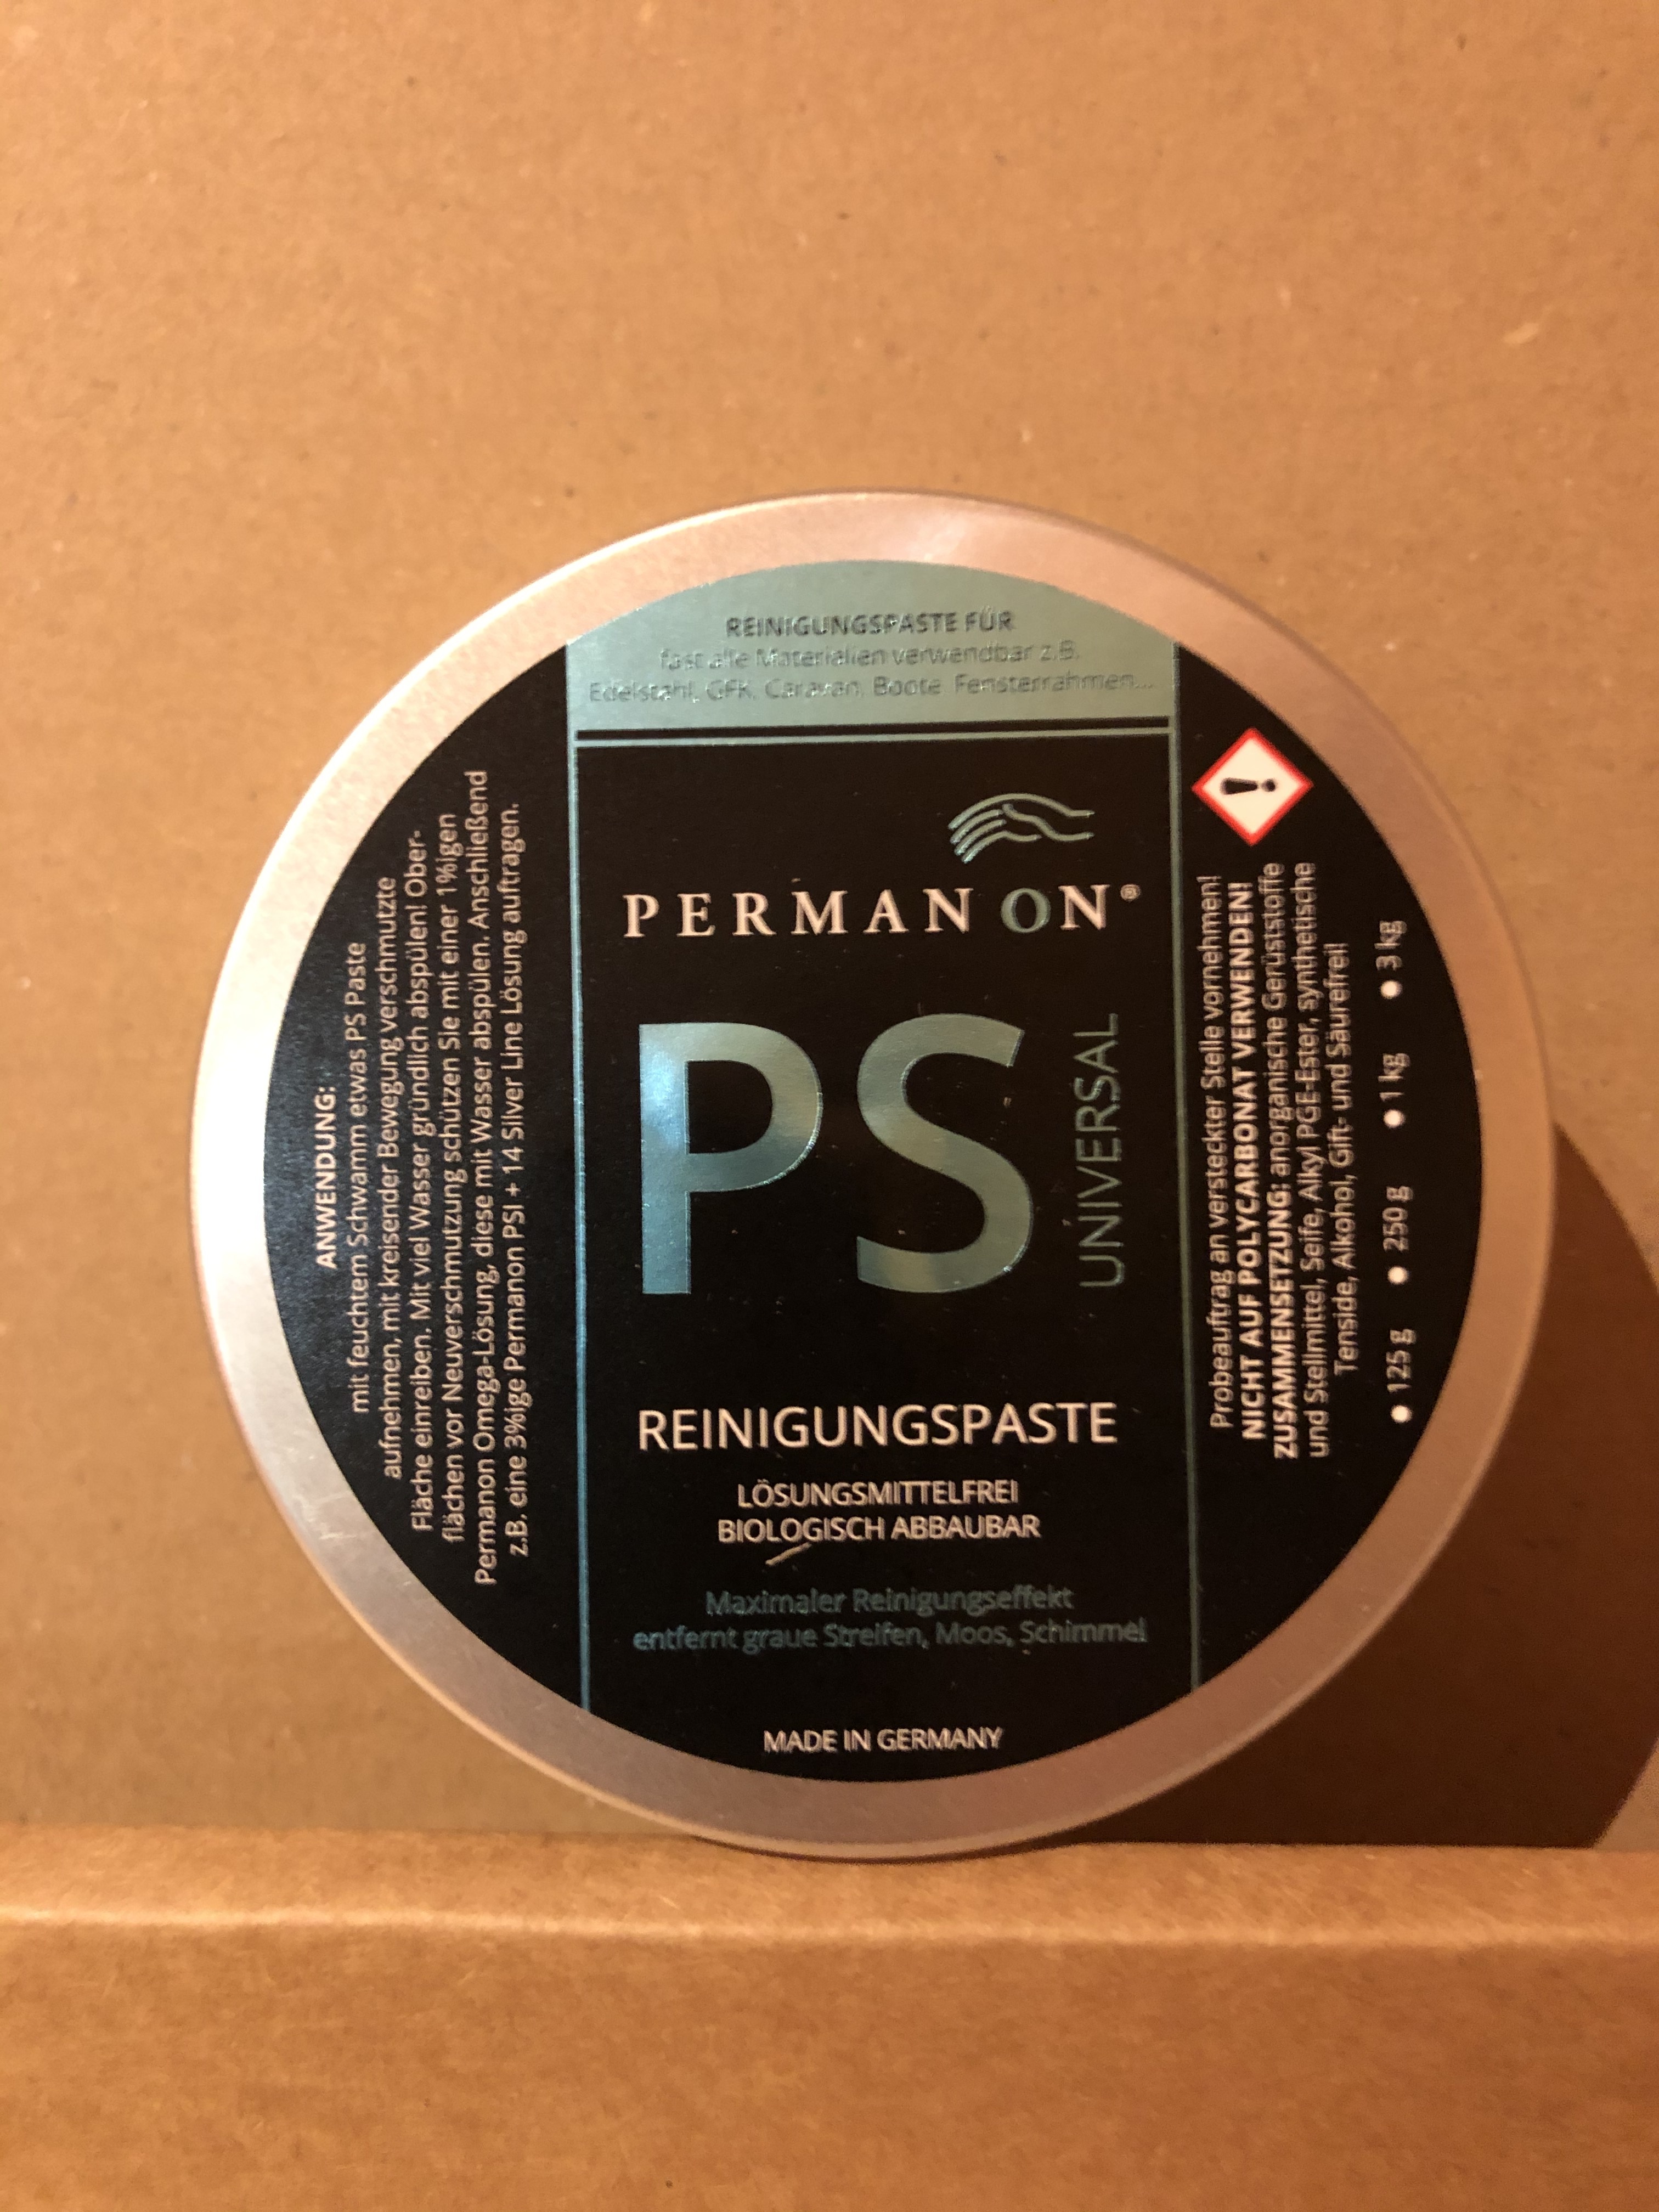 REINIGUNGSPASTE FÜR
fast alle Materialien verwendbar z.B.
Edelstahl, GFK, Caravan, Boote Fensterrahmen...
PERMANON®
PS
UNIVERSAL
REINIGUNGSPASTE
LÖSUNGSMITTELFREI
BIOLOGISCH ABBAUBAR
Maximaler Reinigungseffekt
entfernt graue Streifen, Moos, Schimmel
MADE IN GERMANY
ANWENDUNG:
mit feuchtem Schwamm etwas PS Paste
aufnehmen, mit kreisender Bewegung verschmutzte
Fläche einreiben. Mit viel Wasser gründlich abspülen! Ober-
flächen vor Neuverschmutzung schützen Sie mit einer 1%igen
Permanon Omega-Lösung, diese mit Wasser abspülen. Anschließend
z.B. eine 3%ige Permanon PSI + 14 Silver Line Lösung auftragen.
Probeauftrag an versteckter Stelle vornehmen!
NICHT AUF POLYCARBONAT VERWENDEN!
ZUSAMMENSETZUNG: anorganische Gerüststoffe
und Stellmittel, Seife, Alkyl PGE-Ester, synthetische
Tenside, Alkohol, Gift- und Säurefrei!
● 125 g ● 250 g ● 1 kg ● 3 kg